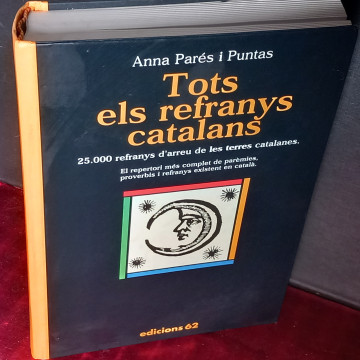 Anna Parés i Puntas
Tots
els refranys
catalans
25.000 refranys d'arreu de les terres catalanes.
El repertori més complet de parèmies,
proverbis i refranys existent en català.
edicions 62